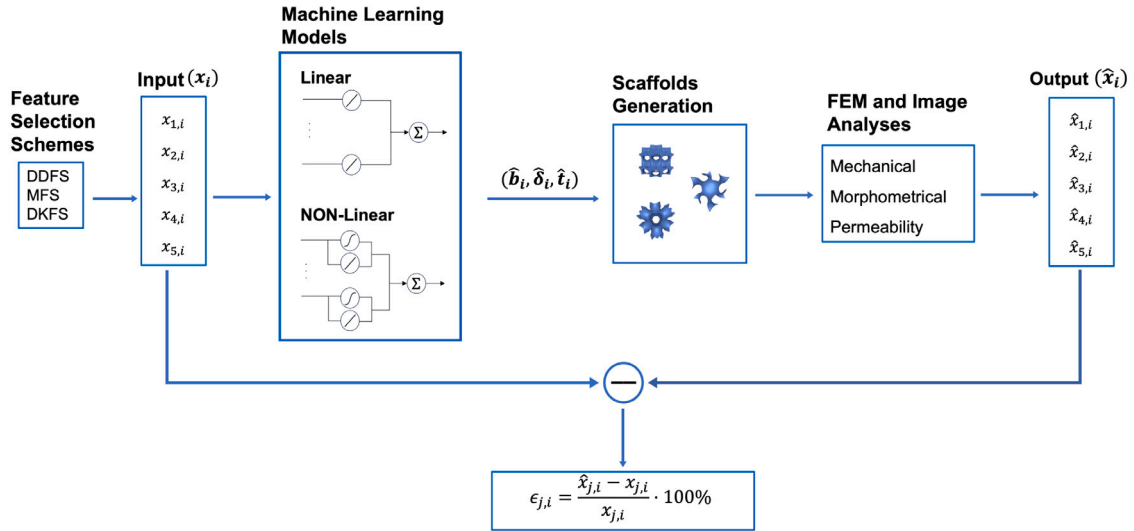 Feature
Selection
Schemes
DDFS
MFS
DKFS
Input (x_i)
x_{1,i}
x_{2,i}
x_{3,i}
x_{4,i}
x_{5,i}
Machine Learning
Models
Linear
Σ
NON-Linear
Σ
(b̂_i, δ̂_i, t̂_i)
Scaffolds
Generation
FEM and Image
Analyses
Mechanical
Morphometrical
Permeability
Output (x̂_i)
x̂_{1,i}
x̂_{2,i}
x̂_{3,i}
x̂_{4,i}
x̂_{5,i}
ϵ_{j,i} = \frac{x̂_{j,i} − x_{j,i}}{x_{j,i}} · 100%